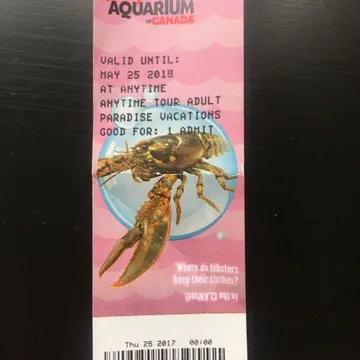 AQUARIUM
OF CANADA
VALID UNTIL:
MAY 25 2018
AT ANYTIME
ANYTIME TOUR ADULT
PARADISE VACATIONS
GOOD FOR: 1 ADMIT
Where do lobsters
keep their clothes?
In the CLAWset!
Thu 25 2017 00:00